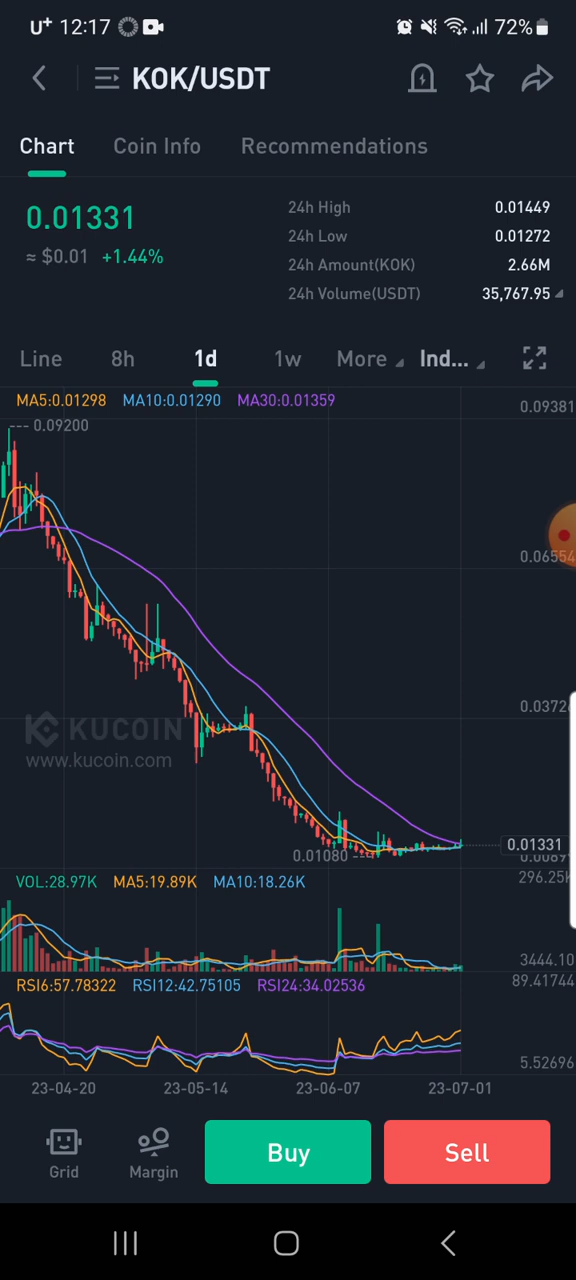 U+ 12:17 72%
KOK/USDT
Chart Coin Info Recommendations
0.01331
≈ $0.01 +1.44%
24h High 0.01449
24h Low 0.01272
24h Amount(KOK) 2.66M
24h Volume(USDT) 35,767.95
Line 8h 1d 1w More Ind...
MA5:0.01298 MA10:0.01290 MA30:0.01359
0.09381
0.09200
0.06554
0.03726
KUCOIN
www.kucoin.com
0.01331
0.01080
VOL:28.97K MA5:19.89K MA10:18.26K
296.25K
3444.10
RSI6:57.78322 RSI12:42.75105 RSI24:34.02536
89.41744
5.52696
23-04-20 23-05-14 23-06-07 23-07-01
Grid Margin Buy Sell